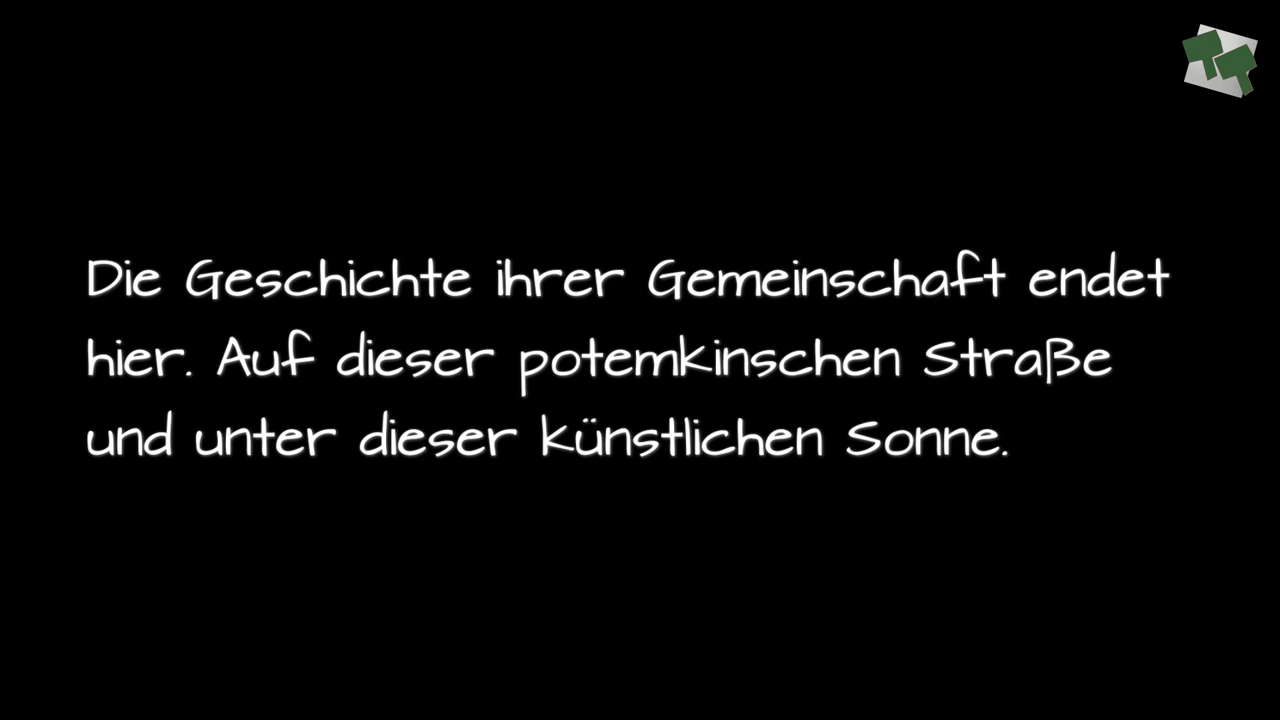 Die Geschichte ihrer Gemeinschaft endet
hier. Auf dieser potemkinschen Straße
und unter dieser künstlichen Sonne.